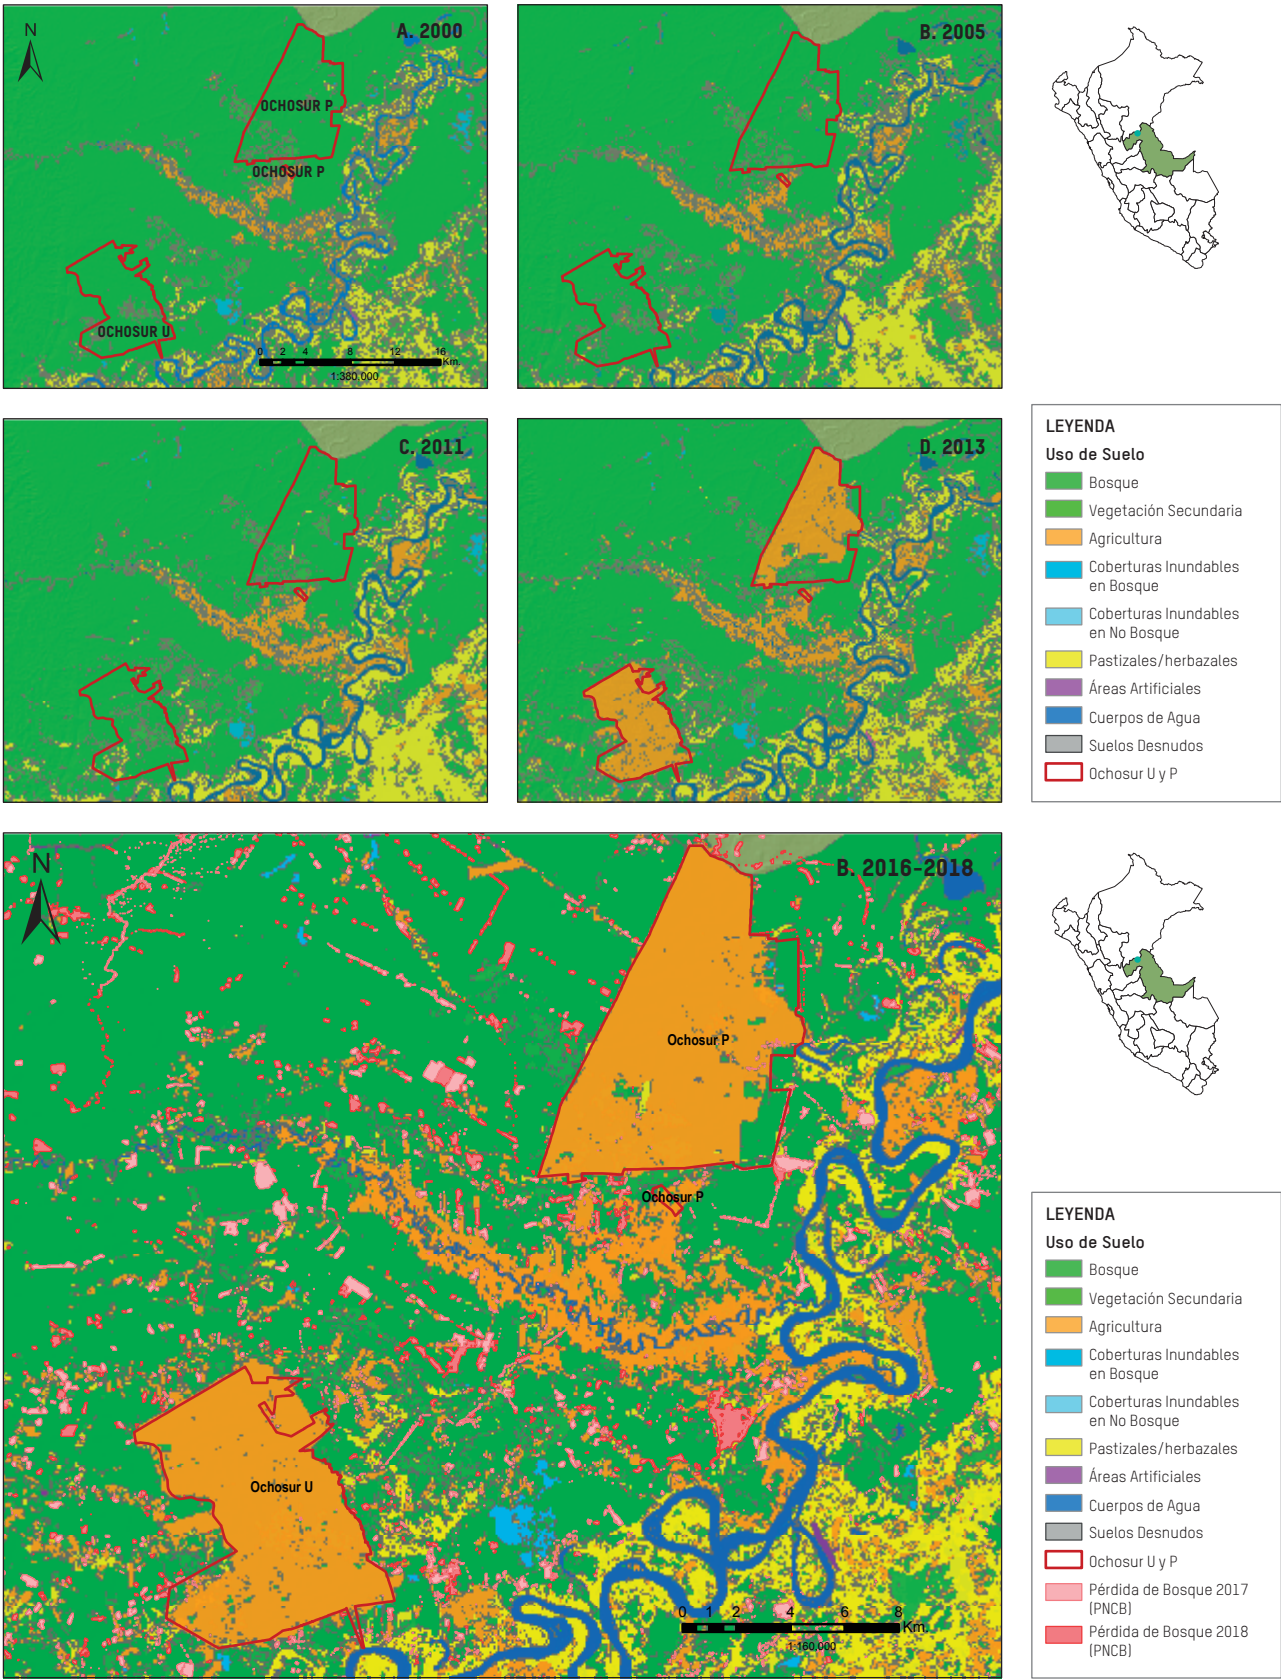 N
A. 2000
OCHOSUR P
OCHOSUR P
OCHOSUR U
0 2 4 8 12 16
Km.
1:380.000
B. 2005
C. 2011
D. 2013
LEYENDA
Uso de Suelo
Bosque
Vegetación Secundaria
Agricultura
Coberturas Inundables
en Bosque
Coberturas Inundables
en No Bosque
Pastizales/herbazales
Áreas Artificiales
Cuerpos de Agua
Suelos Desnudos
Ochosur U y P
N
B. 2016-2018
Ochosur P
Ochosur P
Ochosur U
0 1 2 4 6 8
Km.
1:160,000
LEYENDA
Uso de Suelo
Bosque
Vegetación Secundaria
Agricultura
Coberturas Inundables
en Bosque
Coberturas Inundables
en No Bosque
Pastizales/herbazales
Áreas Artificiales
Cuerpos de Agua
Suelos Desnudos
Ochosur U y P
Pérdida de Bosque 2017
(PNCB)
Pérdida de Bosque 2018
(PNCB)